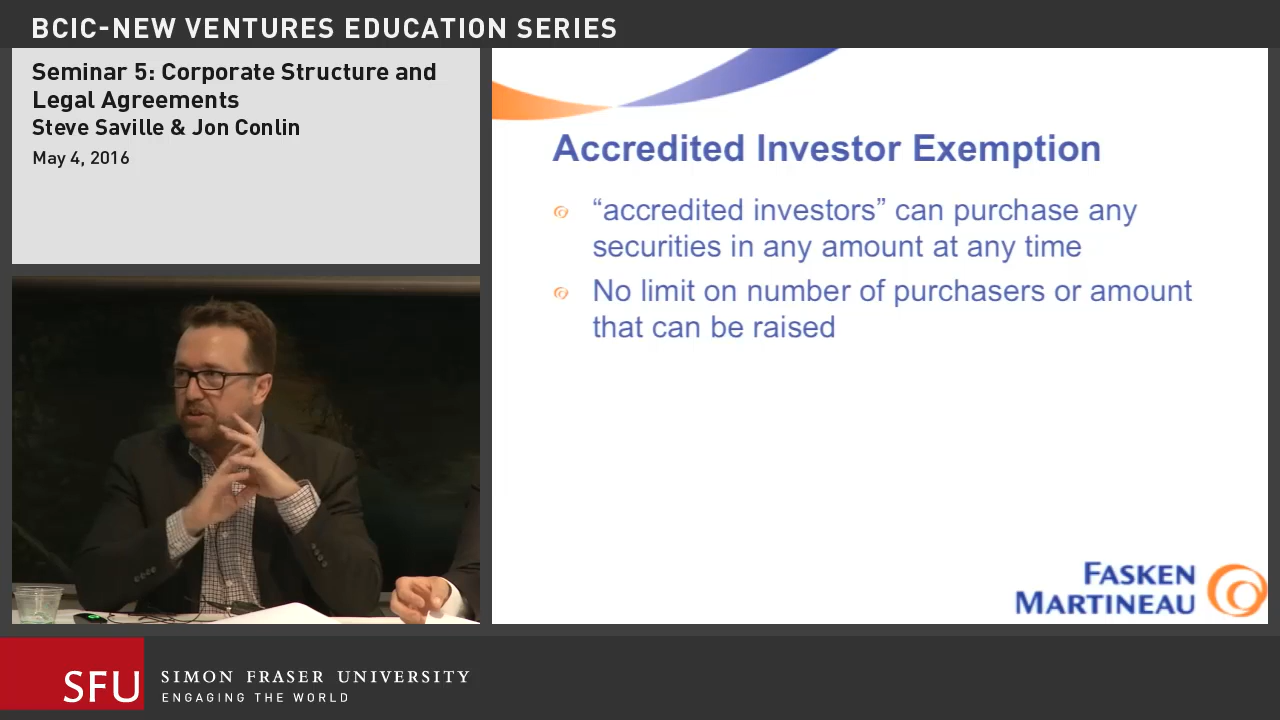 BCIC-NEW VENTURES EDUCATION SERIES
Seminar 5: Corporate Structure and
Legal Agreements
Steve Saville & Jon Conlin
May 4, 2016
Accredited Investor Exemption
“accredited investors” can purchase any
securities in any amount at any time
No limit on number of purchasers or amount
that can be raised
FASKEN
MARTINEAU
SFU
SIMON FRASER UNIVERSITY
ENGAGING THE WORLD